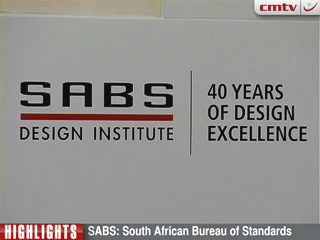 cmtv
SABS
DESIGN INSTITUTE
40 YEARS
OF DESIGN
EXCELLENCE
HIGHLIGHTS
SABS: South African Bureau of Standards